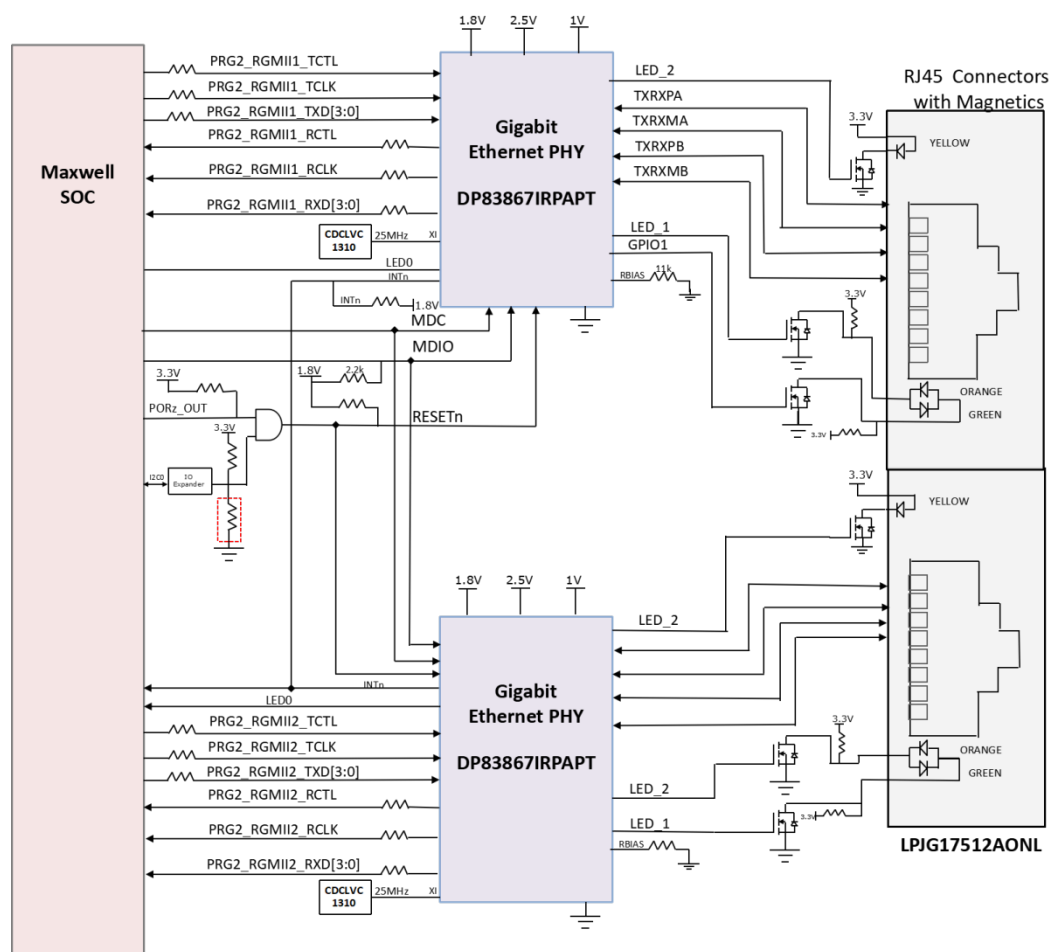 1.8V
2.5V
1V
PRG2_RGMII1_TCTL
PRG2_RGMII1_TCLK
PRG2_RGMII1_TXD[3:0]
PRG2_RGMII1_RCTL
PRG2_RGMII1_RCLK
PRG2_RGMII1_RXD[3:0]
Maxwell
SOC
Gigabit
Ethernet PHY
DP83867IRPAPT
CDCLVC
1310
25MHz
XI
LED0
INTn
INTn
1.8V
MDC
MDIO
LED_2
TXRXPA
TXRXMA
TXRXPB
TXRXMB
LED_1
GPIO1
RBIAS
11k
RJ45 Connectors
with Magnetics
3.3V
YELLOW
3.3V
ORANGE
GREEN
3.3V
3.3V
PORz_OUT
1.8V
2.2k
RESETn
3.3V
I2C0
IO
Expander
1.8V
2.5V
1V
INTn
LED0
PRG2_RGMII2_TCTL
PRG2_RGMII2_TCLK
PRG2_RGMII2_TXD[3:0]
PRG2_RGMII2_RCTL
PRG2_RGMII2_RCLK
PRG2_RGMII2_RXD[3:0]
CDCLVC
1310
25MHz
XI
Gigabit
Ethernet PHY
DP83867IRPAPT
LED_2
LED_2
LED_1
RBIAS
3.3V
YELLOW
3.3V
ORANGE
GREEN
3.3V
LPJG17512AONL